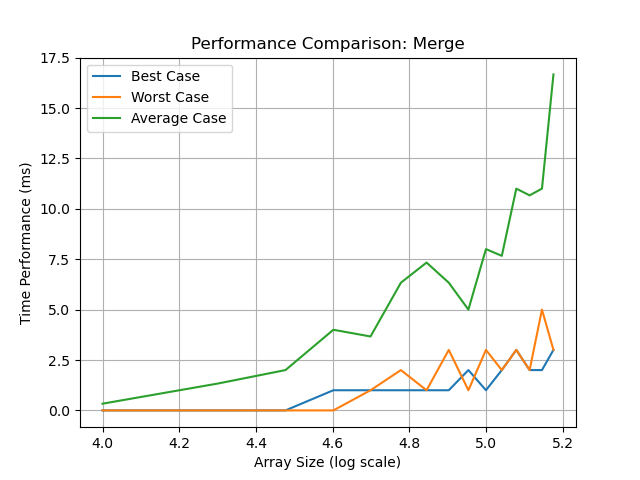 Performance Comparison: Merge
Best Case
Worst Case
Average Case
Time Performance (ms)
17.5
15.0
12.5
10.0
7.5
5.0
2.5
0.0
4.0 4.2 4.4 4.6 4.8 5.0 5.2
Array Size (log scale)